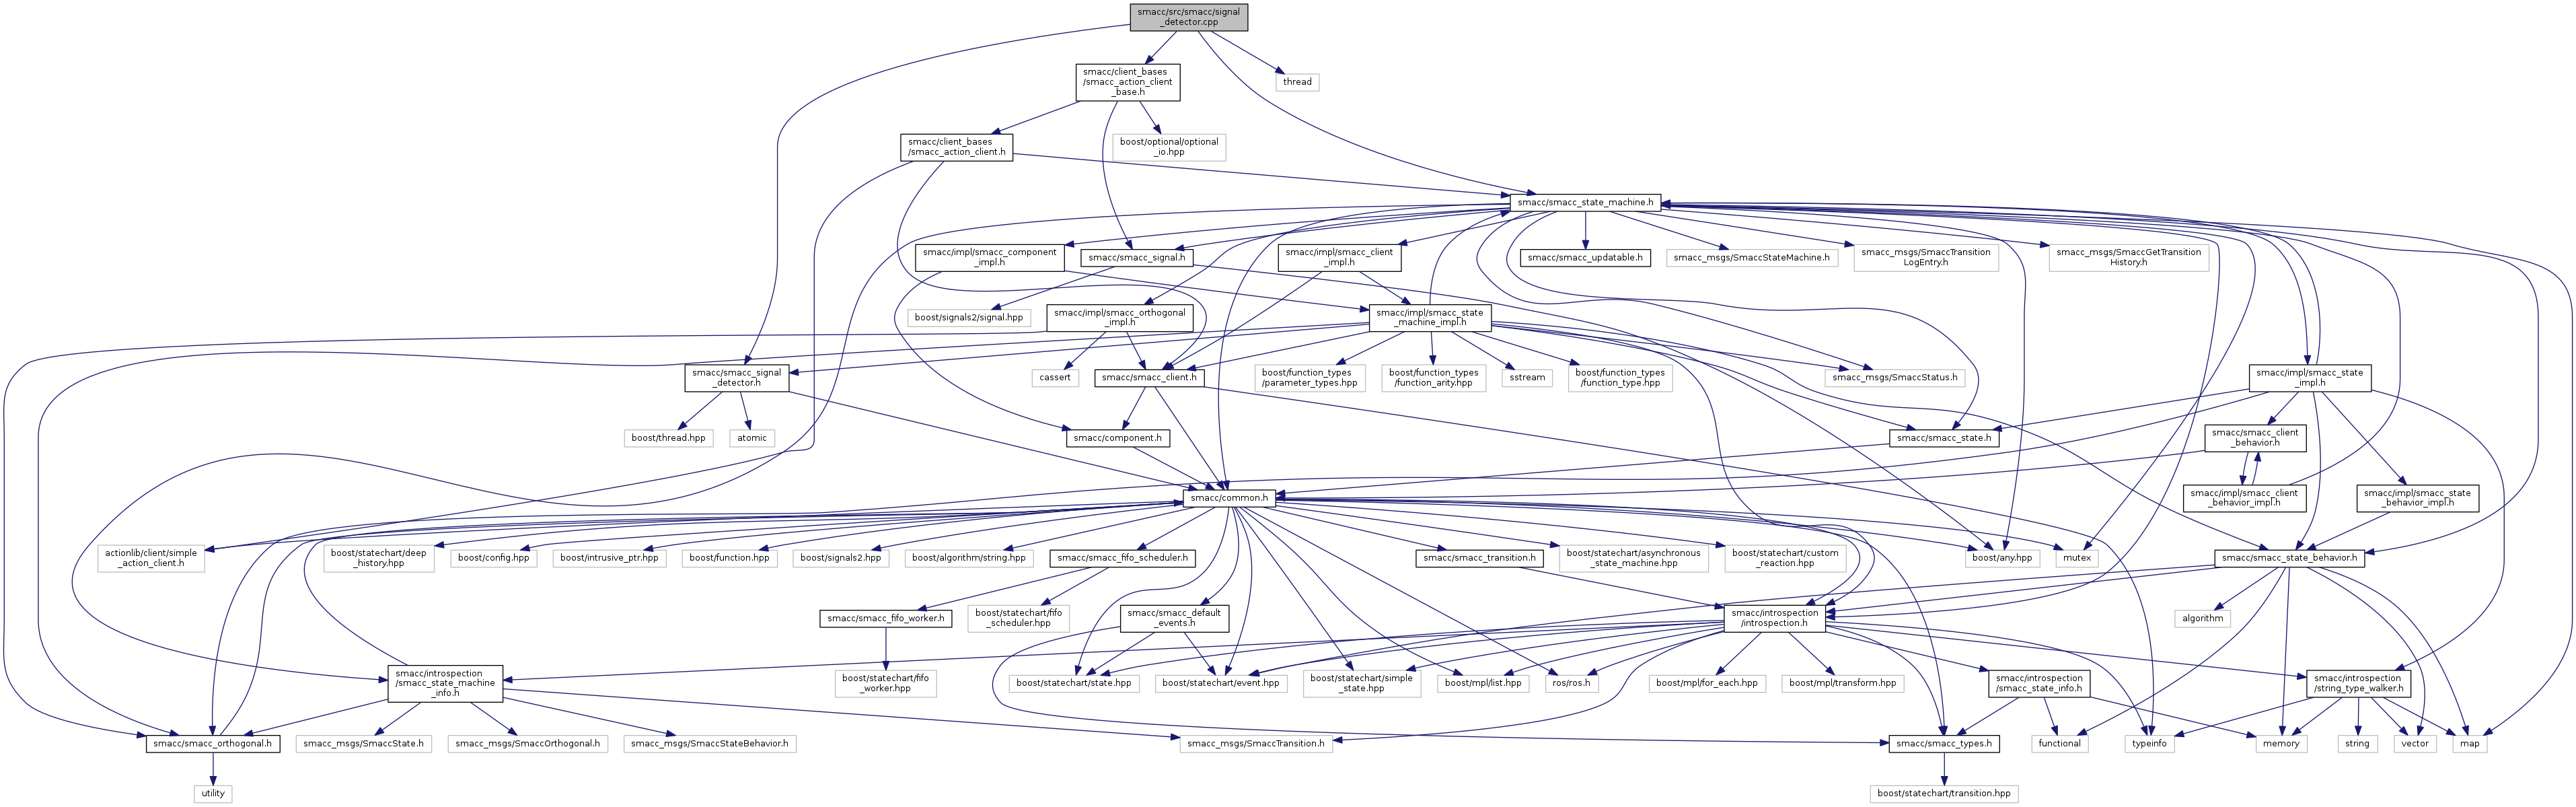 smacc/src/smacc/signal
_detector.cpp
smacc/client_bases
/smacc_action_client
_base.h
thread
smacc/client_bases
/smacc_action_client.h
boost/optional/optional
_io.hpp
smacc/smacc_state_machine.h
smacc/impl/smacc_component
_impl.h
smacc/smacc_signal.h
smacc/impl/smacc_client
_impl.h
smacc/smacc_updatable.h
smacc_msgs/SmaccStateMachine.h
smacc_msgs/SmaccTransition
LogEntry.h
smacc_msgs/SmaccGetTransition
History.h
boost/signals2/signal.hpp
smacc/impl/smacc_orthogonal
_impl.h
smacc/impl/smacc_state
_machine_impl.h
smacc/smacc_signal
_detector.h
cassert
smacc/smacc_client.h
boost/function_types
/parameter_types.hpp
boost/function_types
/function_arity.hpp
sstream
boost/function_types
/function_type.hpp
smacc_msgs/SmaccStatus.h
smacc/impl/smacc_state
_impl.h
boost/thread.hpp
atomic
smacc/component.h
smacc/smacc_state.h
smacc/smacc_client
_behavior.h
smacc/common.h
smacc/impl/smacc_client
_behavior_impl.h
smacc/impl/smacc_state
_behavior_impl.h
actionlib/client/simple
_action_client.h
boost/statechart/deep
_history.hpp
boost/config.hpp
boost/intrusive_ptr.hpp
boost/function.hpp
boost/signals2.hpp
boost/algorithm/string.hpp
smacc/smacc_fifo_scheduler.h
smacc/smacc_transition.h
boost/statechart/asynchronous
_state_machine.hpp
boost/statechart/custom
_reaction.hpp
boost/any.hpp
mutex
smacc/smacc_state_behavior.h
smacc/smacc_fifo_worker.h
boost/statechart/fifo
_scheduler.hpp
smacc/smacc_default
_events.h
smacc/introspection
/introspection.h
algorithm
smacc/introspection
/smacc_state_machine
_info.h
boost/statechart/fifo
_worker.hpp
boost/statechart/state.hpp
boost/statechart/event.hpp
boost/statechart/simple
_state.hpp
boost/mpl/list.hpp
ros/ros.h
boost/mpl/for_each.hpp
boost/mpl/transform.hpp
smacc/introspection
/smacc_state_info.h
smacc/introspection
/string_type_walker.h
smacc/smacc_orthogonal.h
smacc_msgs/SmaccState.h
smacc_msgs/SmaccOrthogonal.h
smacc_msgs/SmaccStateBehavior.h
smacc_msgs/SmaccTransition.h
smacc/smacc_types.h
functional
typeinfo
memory
string
vector
map
utility
boost/statechart/transition.hpp